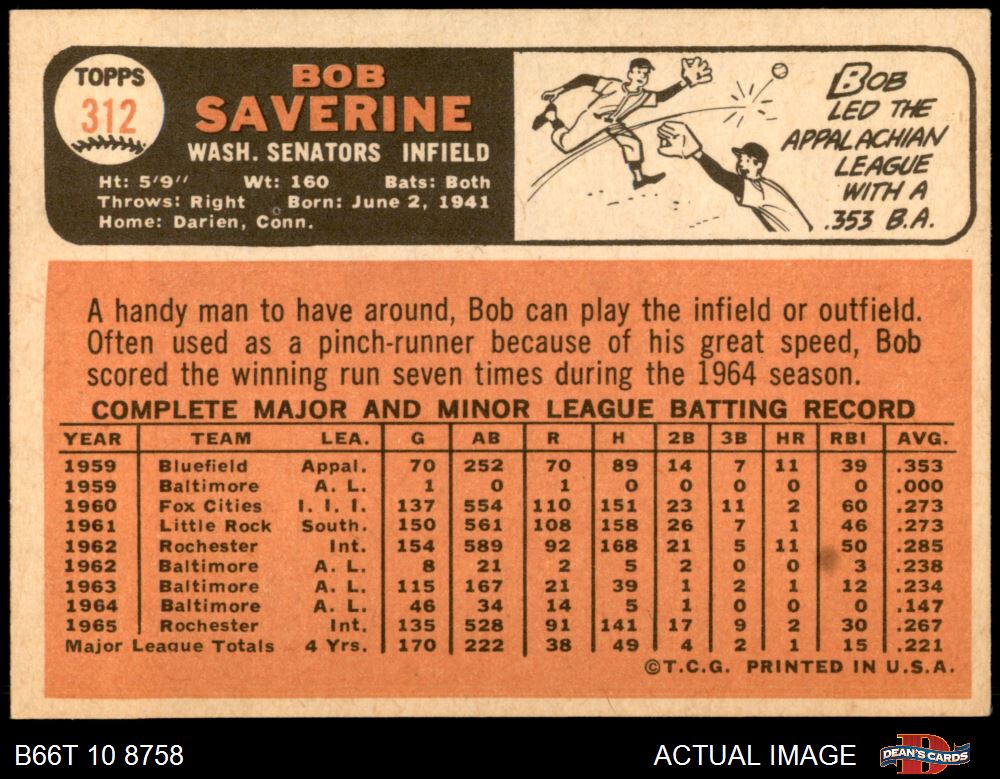 TOPPS
312
BOB
SAVERINE
WASH. SENATORS INFIELD
Ht: 5'9" Wt: 160 Bats: Both
Throws: Right Born: June 2, 1941
Home: Darien, Conn.
BOB
LED THE
APPALACHIAN
LEAGUE
WITH A
.353 B.A.
A handy man to have around, Bob can play the infield or outfield.
Often used as a pinch-runner because of his great speed, Bob
scored the winning run seven times during the 1964 season.
COMPLETE MAJOR AND MINOR LEAGUE BATTING RECORD
YEAR TEAM LEA. G AB R H 2B 3B HR RBI AVG.
1959 Bluefield Appal. 70 252 70 89 14 7 11 39 .353
1959 Baltimore A. L. 1 0 1 0 0 0 0 0 .000
1960 Fox Cities I. I. I. 137 554 110 151 23 11 2 60 .273
1961 Little Rock South. 150 561 108 158 26 7 1 46 .273
1962 Rochester Int. 154 589 92 168 21 5 11 50 .285
1962 Baltimore A. L. 8 21 2 5 2 0 0 3 .238
1963 Baltimore A. L. 115 167 21 39 1 2 1 12 .234
1964 Baltimore A. L. 46 34 14 5 1 0 0 0 .147
1965 Rochester Int. 135 528 91 141 17 9 2 30 .267
Major League Totals 4 Yrs. 170 222 38 49 4 2 1 15 .221
©T.C.G. PRINTED IN U.S.A.
B66T 10 8758
ACTUAL IMAGE
DEAN'S CARDS